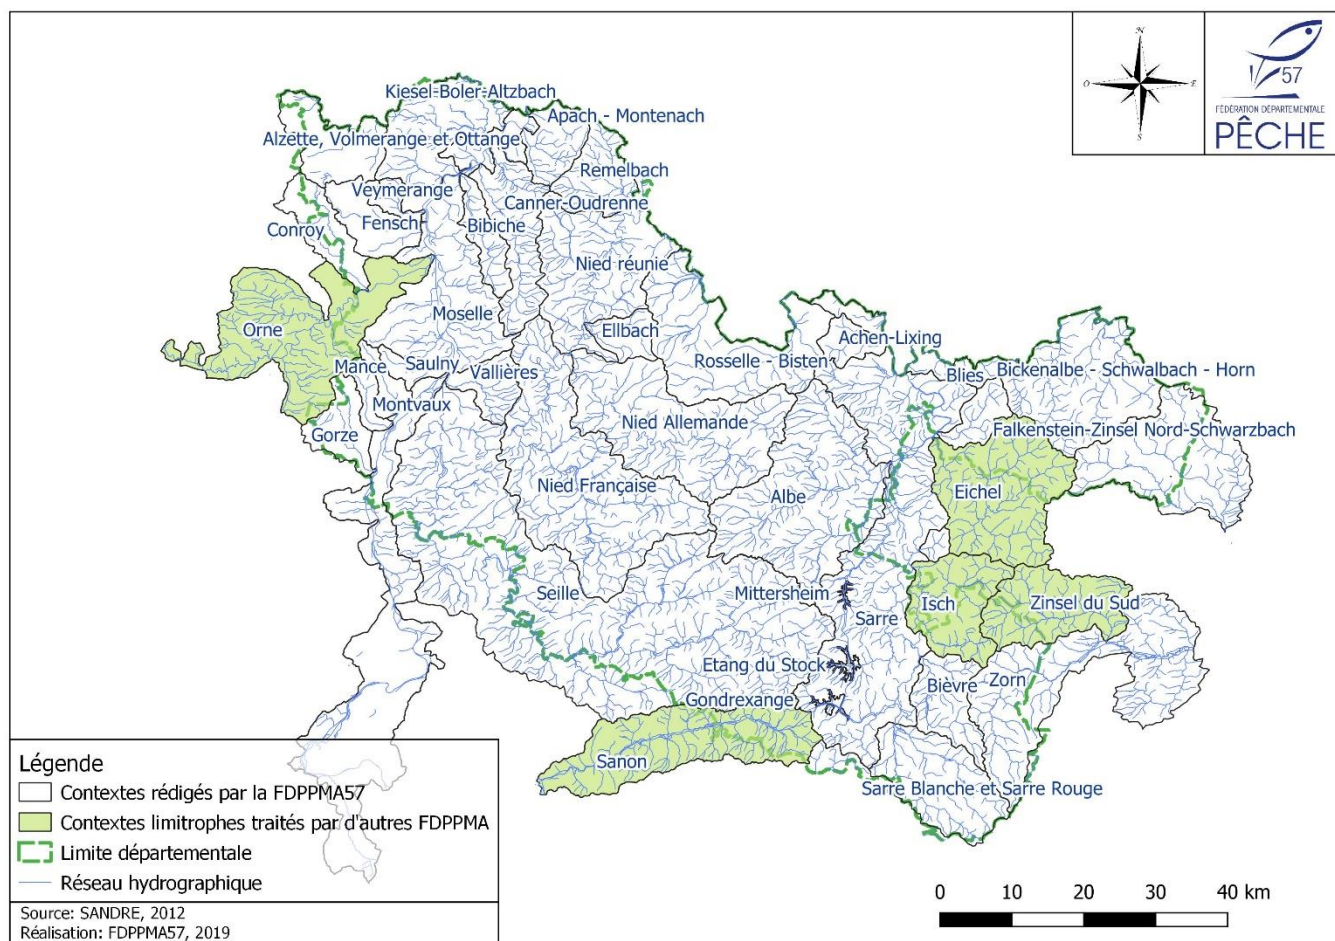 N
O
E
S
57
FÉDÉRATION DÉPARTEMENTALE
PÊCHE
Kiesel-Boler-Altzbach
Apach - Montenach
Alzette, Volmerange et Ottange
Remelbach
Veymerange
Canner-Oudrenne
Conroy
Fensch
Bibiche
Nied réunie
Moselle
Orne
Ellbach
Achen-Lixing
Mance
Saulny
Vallières
Rosselle - Bisten
Blies
Bickenalbe - Schwalbach - Horn
Montvaux
Gorze
Nied Allemande
Falkenstein-Zinsel Nord-Schwarzbach
Nied Française
Albe
Eichel
Seille
Mittersheim
Sarre
Isch
Zinsel du Sud
Etang du Stock
Gondrexange
Bièvre
Zorn
Sanon
Sarre Blanche et Sarre Rouge
Légende
Contextes rédigés par la FDPPMA57
Contextes limitrophes traités par d'autres FDPPMA
Limite départementale
Réseau hydrographique
Source: SANDRE, 2012
Réalisation: FDPPMA57, 2019
0 10 20 30 40 km